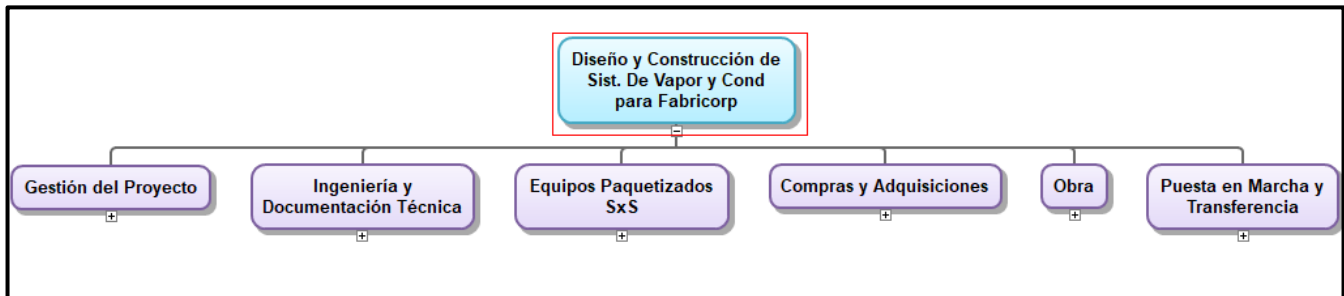 Diseño y Construcción de
Sist. De Vapor y Cond
para Fabricorp
Gestión del Proyecto
Ingeniería y
Documentación Técnica
Equipos Paquetizados
SxS
Compras y Adquisiciones
Obra
Puesta en Marcha y
Transferencia